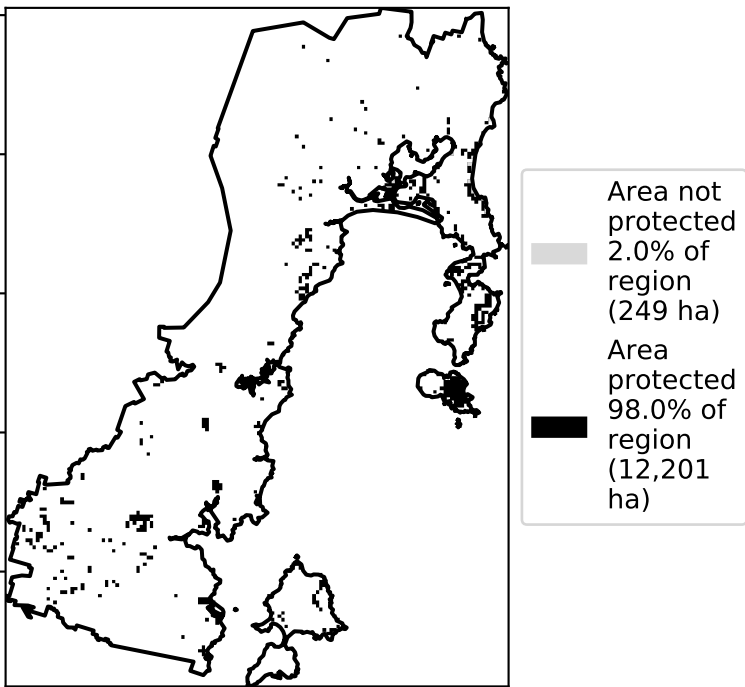 Area not
protected
2.0% of
region
(249 ha)
Area
protected
98.0% of
region
(12,201
ha)